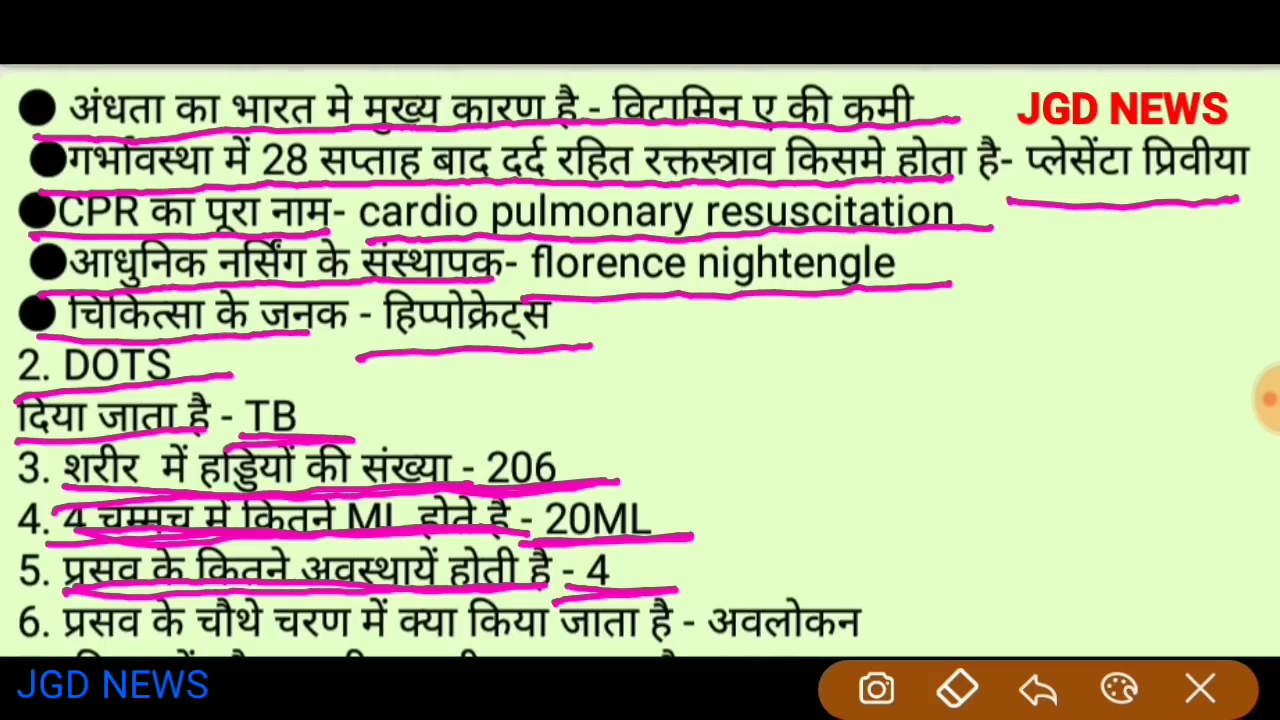 ● अंधता का भारत मे मुख्य कारण है - विटामिन ए की कमी
JGD NEWS
●गर्भावस्था में 28 सप्ताह बाद दर्द रहित रक्तस्त्राव किसमे होता है- प्लेसेंटा प्रिवीया
●CPR का पूरा नाम- cardio pulmonary resuscitation
●आधुनिक नर्सिंग के संस्थापक- florence nightengle
● चिकित्सा के जनक - हिप्पोक्रेट्स
2. DOTS
दिया जाता है - TB
3. शरीर में हड्डियों की संख्या - 206
4. 4 चम्मच मे कितने ML होते है - 20ML
5. प्रसव के कितने अवस्थायें होती है - 4
6. प्रसव के चौथे चरण में क्या किया जाता है - अवलोकन
JGD NEWS